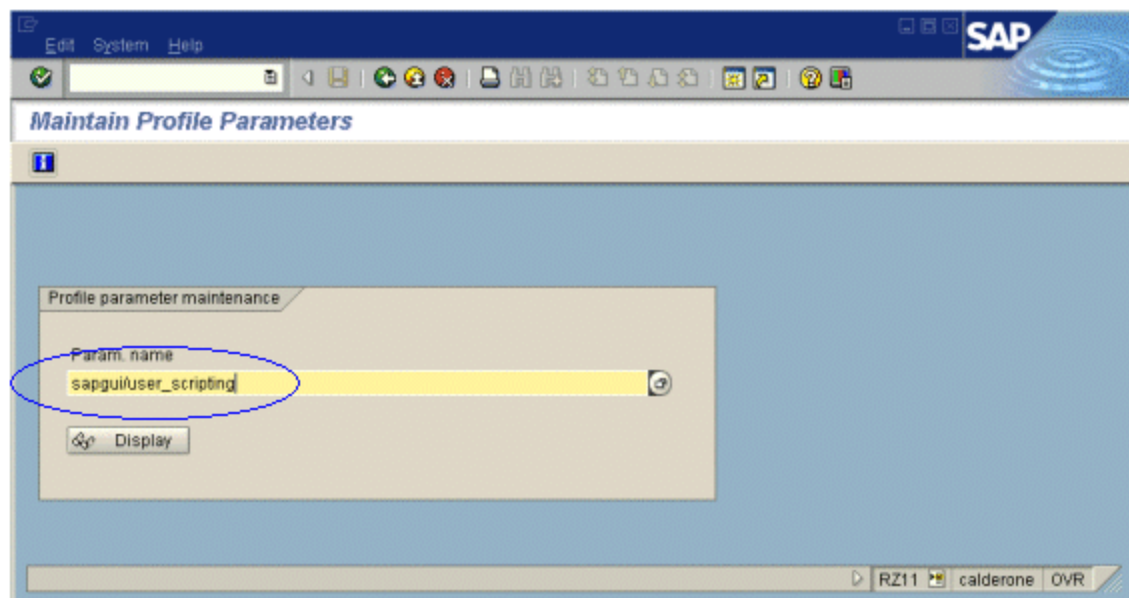 Edit System Help
SAP
Maintain Profile Parameters
Profile parameter maintenance
Param. name
sapgui/user_scripting
Display
RZ11 calderone OVR